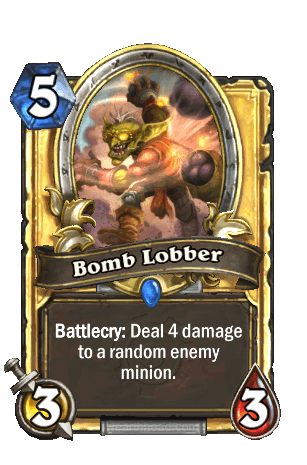 5
Bomb Lobber
Battlecry: Deal 4 damage
to a random enemy
minion.
3 3